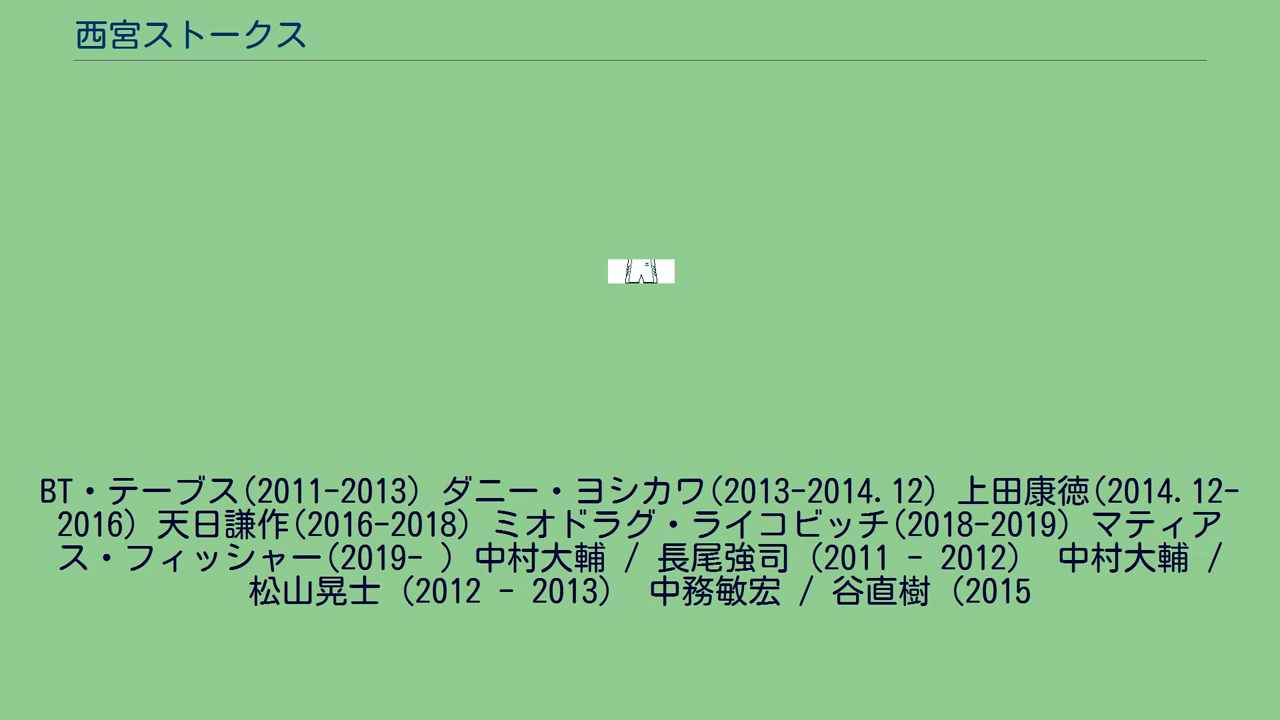 西宮ストークス
BT・テーブス(2011-2013) ダニー・ヨシカワ(2013-2014.12) 上田康徳(2014.12-
2016) 天日謙作(2016-2018) ミオドラグ・ライコビッチ(2018-2019) マティア
ス・フィッシャー(2019- ) 中村大輔 / 長尾強司 (2011 - 2012) 中村大輔 /
松山晃士 (2012 - 2013) 中務敏宏 / 谷直樹 (2015